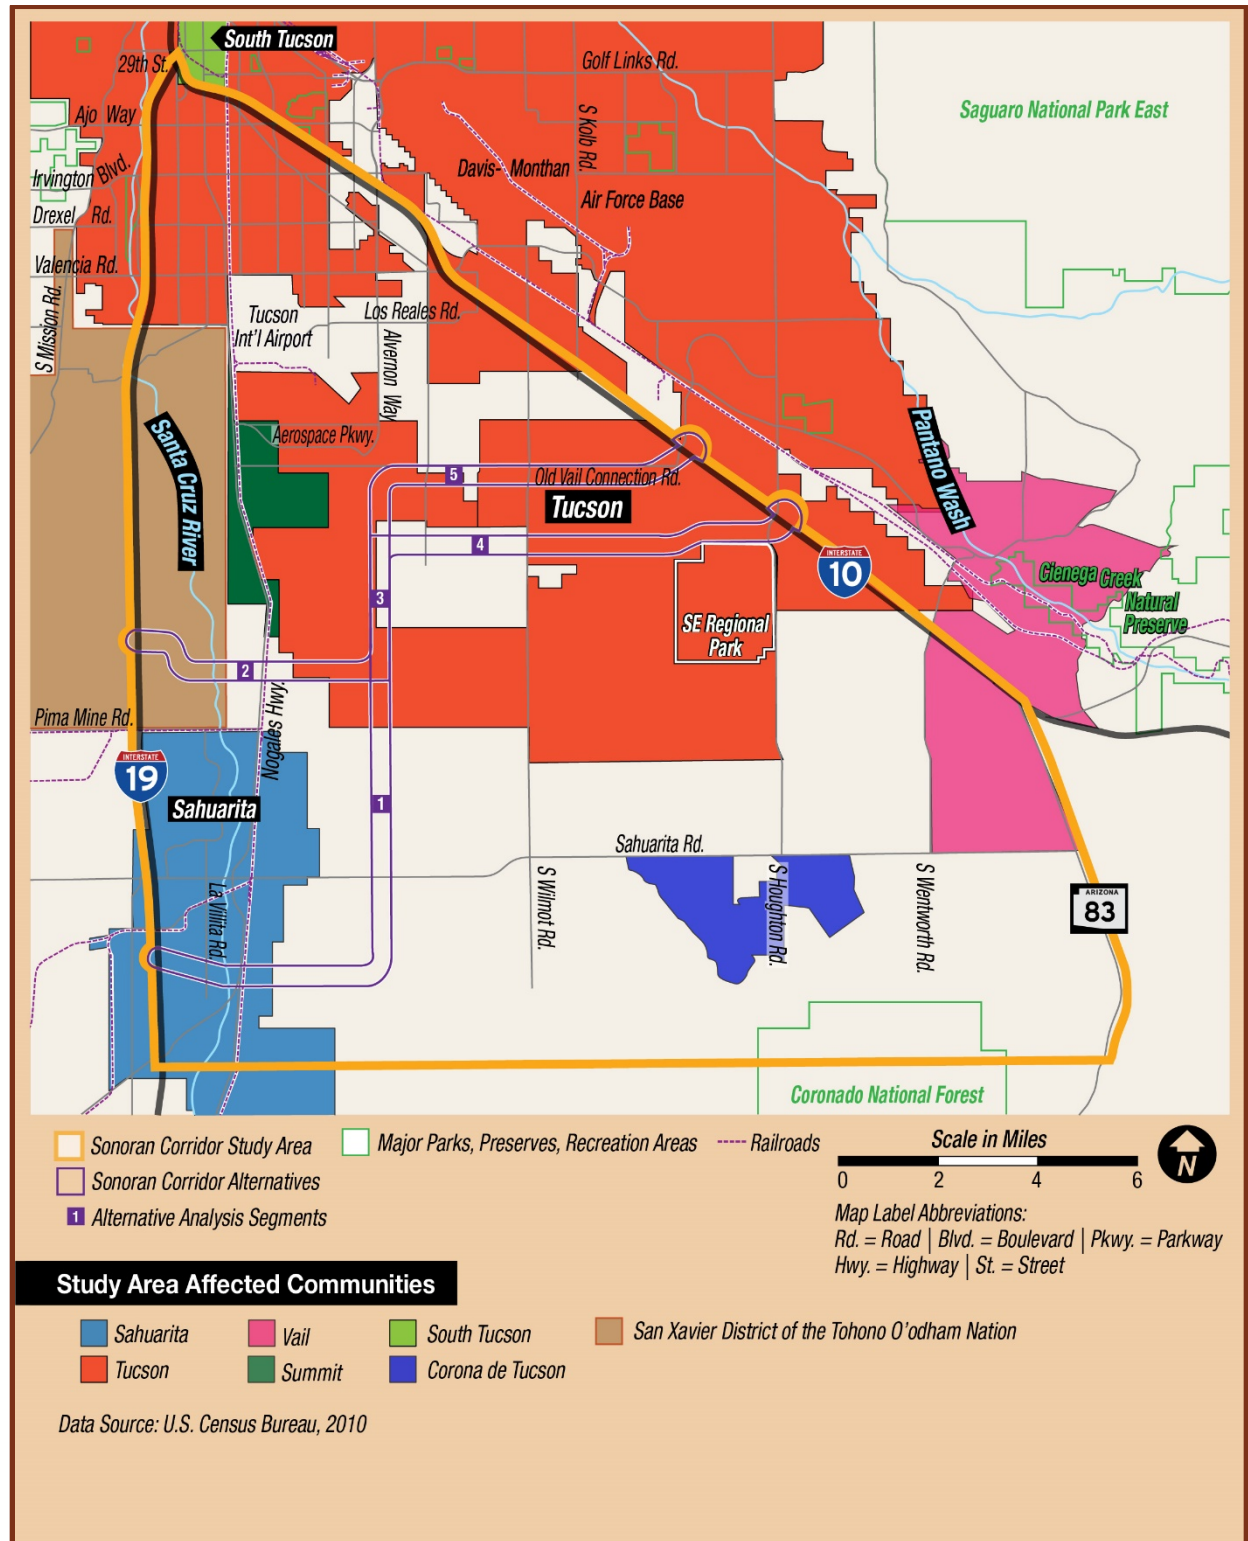 South Tucson
29th St.
Golf Links Rd.
Ajo Way
S Kolb Rd.
Saguaro National Park East
Irvington Blvd.
Davis-Monthan
Air Force Base
Drexel Rd.
Valencia Rd.
S Mission Rd.
Tucson
Int'l Airport
Los Reales Rd.
Alvernon Way
Santa Cruz River
Aerospace Pkwy.
Pantano Wash
5
Old Vail Connection Rd.
Tucson
4
INTERSTATE
10
3
Cienega Creek
Natural
Preserve
SE Regional
Park
2
Nogales Hwy.
Pima Mine Rd.
INTERSTATE
19
Sahuarita
1
Sahuarita Rd.
La Villita Rd.
S Wilmot Rd.
S Houghton Rd.
S Wentworth Rd.
ARIZONA
83
Coronado National Forest
Sonoran Corridor Study Area
Major Parks, Preserves, Recreation Areas
Railroads
Sonoran Corridor Alternatives
1 Alternative Analysis Segments
Scale in Miles
0 2 4 6
N
Map Label Abbreviations:
Rd. = Road | Blvd. = Boulevard | Pkwy. = Parkway
Hwy. = Highway | St. = Street
Study Area Affected Communities
Sahuarita
Vail
South Tucson
San Xavier District of the Tohono O'odham Nation
Tucson
Summit
Corona de Tucson
Data Source: U.S. Census Bureau, 2010